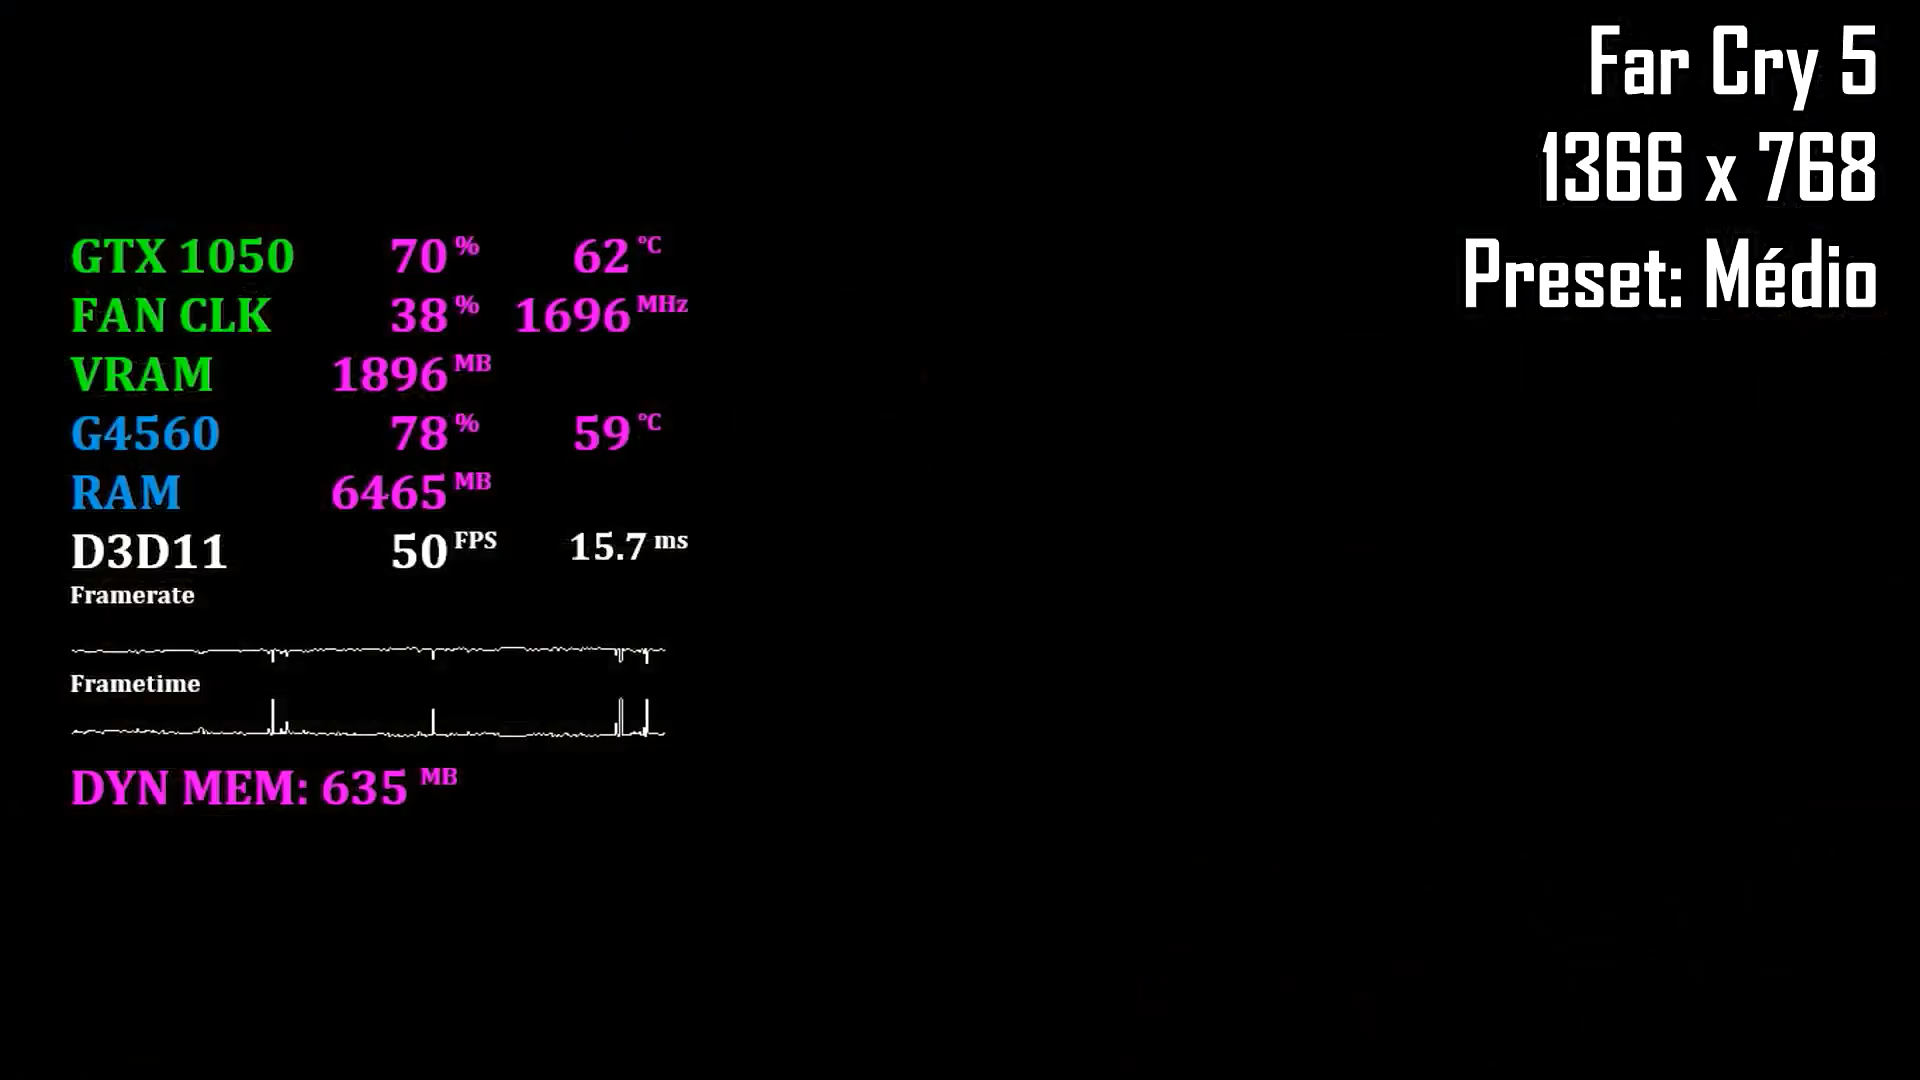 Far Cry 5
1366 x 768
Preset: Médio
GTX 1050 70 % 62 °C
FAN CLK 38 % 1696 MHz
VRAM 1896 MB
G4560 78 % 59 °C
RAM 6465 MB
D3D11 50 FPS 15.7 ms
Framerate
Frametime
DYN MEM: 635 MB